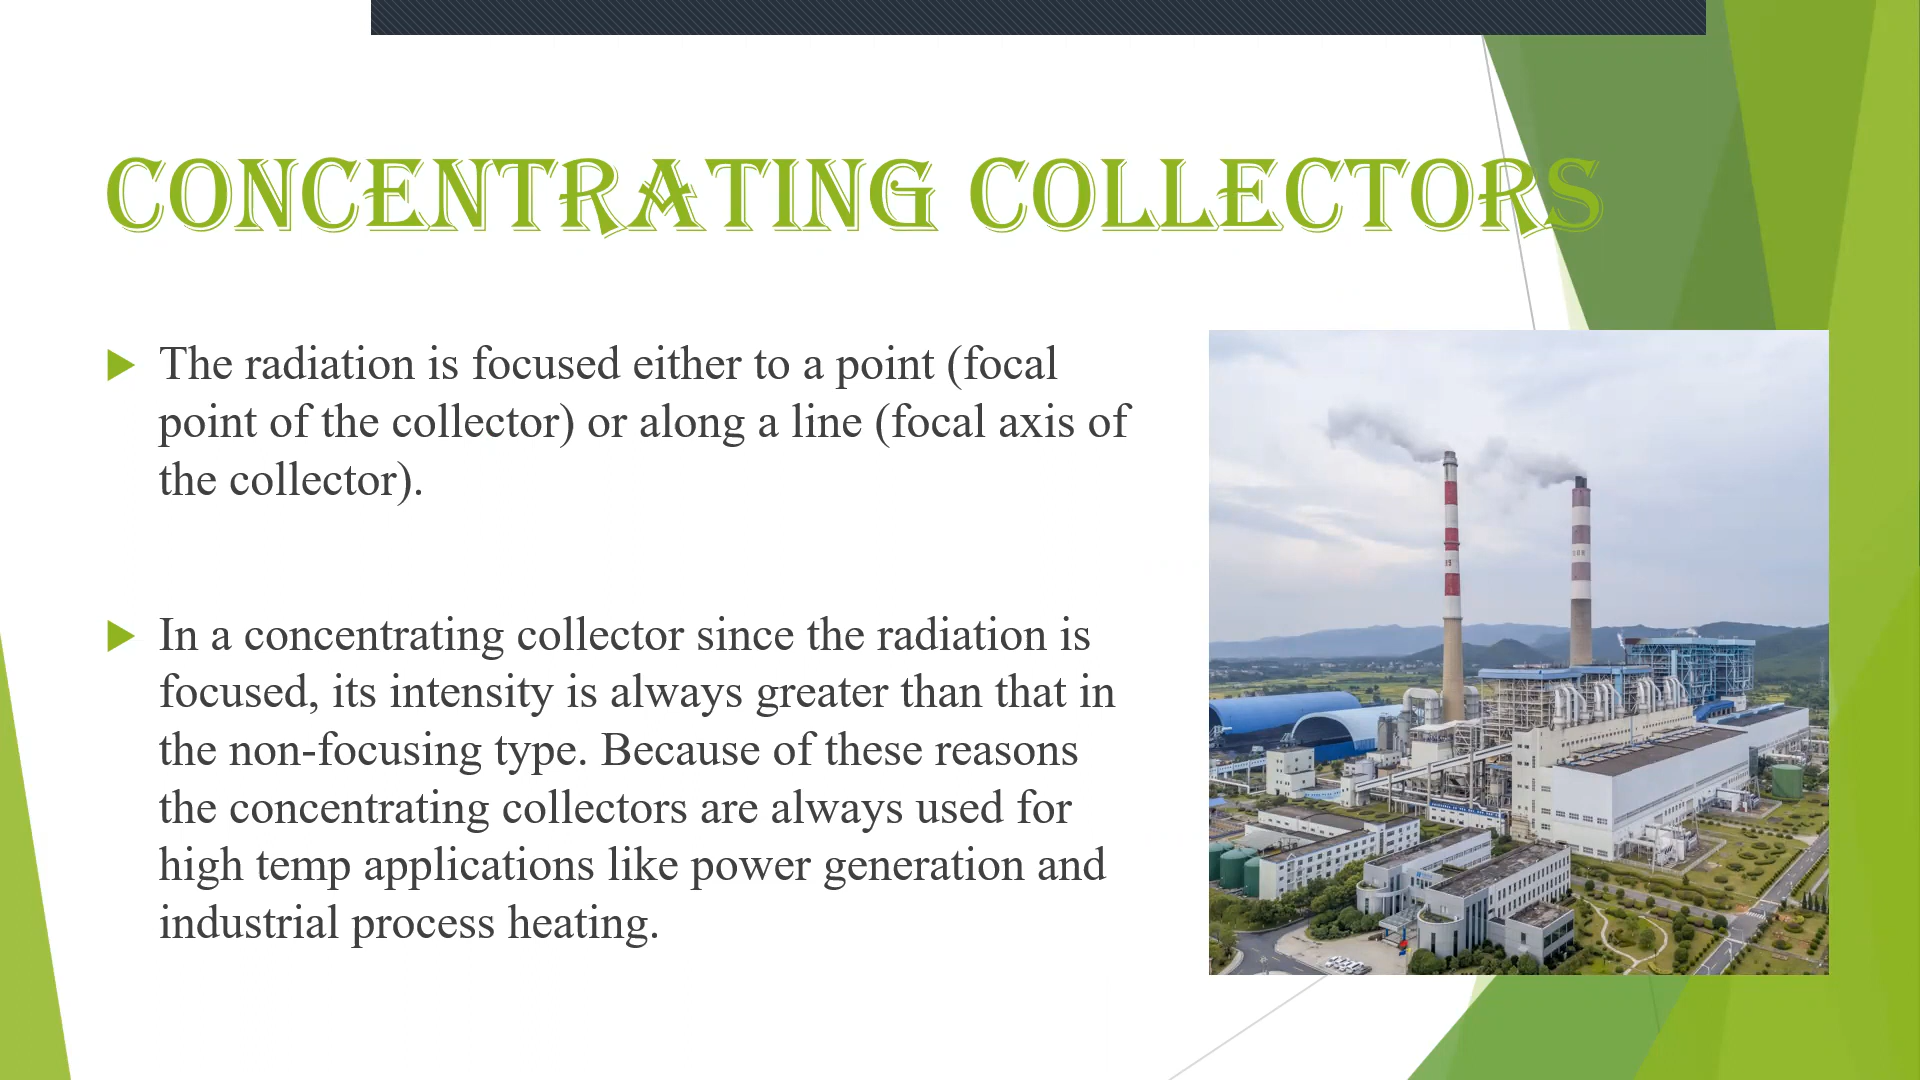 CONCENTRATING COLLECTORS
The radiation is focused either to a point (focal
point of the collector) or along a line (focal axis of
the collector).
In a concentrating collector since the radiation is
focused, its intensity is always greater than that in
the non-focusing type. Because of these reasons
the concentrating collectors are always used for
high temp applications like power generation and
industrial process heating.